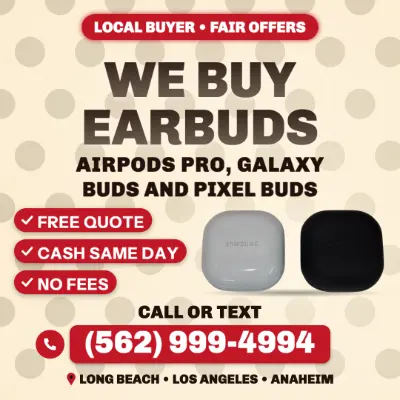 LOCAL BUYER • FAIR OFFERS
WE BUY
EARBUDS
AIRPODS PRO, GALAXY
BUDS AND PIXEL BUDS
FREE QUOTE
CASH SAME DAY
NO FEES
SAMSUNG
CALL OR TEXT
(562) 999-4994
LONG BEACH • LOS ANGELES • ANAHEIM